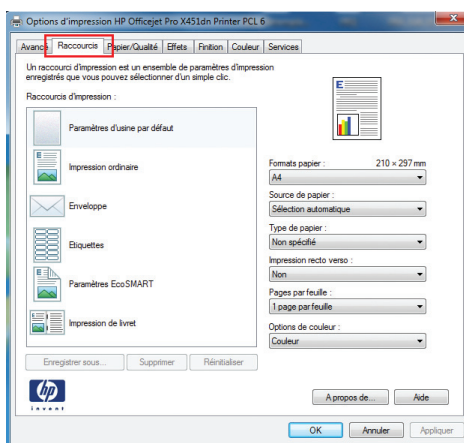 Options d'impression HP Officejet Pro X451dn Printer PCL 6
Avancé Raccourcis Papier/Qualité Effets Finition Couleur Services
Un raccourci d'impression est un ensemble de paramètres d'impression
enregistrés que vous pouvez sélectionner d'un simple clic.
Raccourcis d'impression :
Paramètres d'usine par défaut
Impression ordinaire
Enveloppe
Etiquettes
Paramètres EcoSMART
Impression de livret
Enregistrer sous... Supprimer Réinitialiser
E
Formats papier : 210 × 297 mm
A4
Source de papier :
Sélection automatique
Type de papier :
Non spécifié
Impression recto verso :
Non
Pages par feuille :
1 page par feuille
Options de couleur :
Couleur
hp
invent
A propos de... Aide
OK Annuler Appliquer